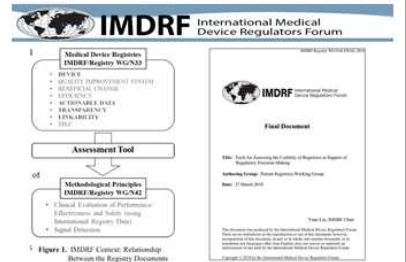 IMDRF International Medical
Device Regulators Forum
Medical Device Registries
IMDRF/Registry WG/N33
• DEVICE
• QUALITY IMPROVEMENT SYSTEM
• BENEFICIAL CHANGE
• EFFICIENCY
• ACTIONABLE DATA
• TRANSPARENCY
• LINKABILITY
• TPLC
Assessment Tool
of
Methodological Principles
IMDRF/Registry WG/N42
• Clinical Evaluation of Performance:
Effectiveness and Safety (using
International Registry Data)
• Signal Detection
Figure 1. IMDRF Context: Relationship
Between the Registry Documents
IMDRF International Medical
Device Regulators Forum
Final Document
Title: Tools for Assessing the Usability of Registries in Support of
Regulatory Decision-Making
Authoring Group: Patient Registries Working Group
Date: 27 March 2018
IMDRF Chair